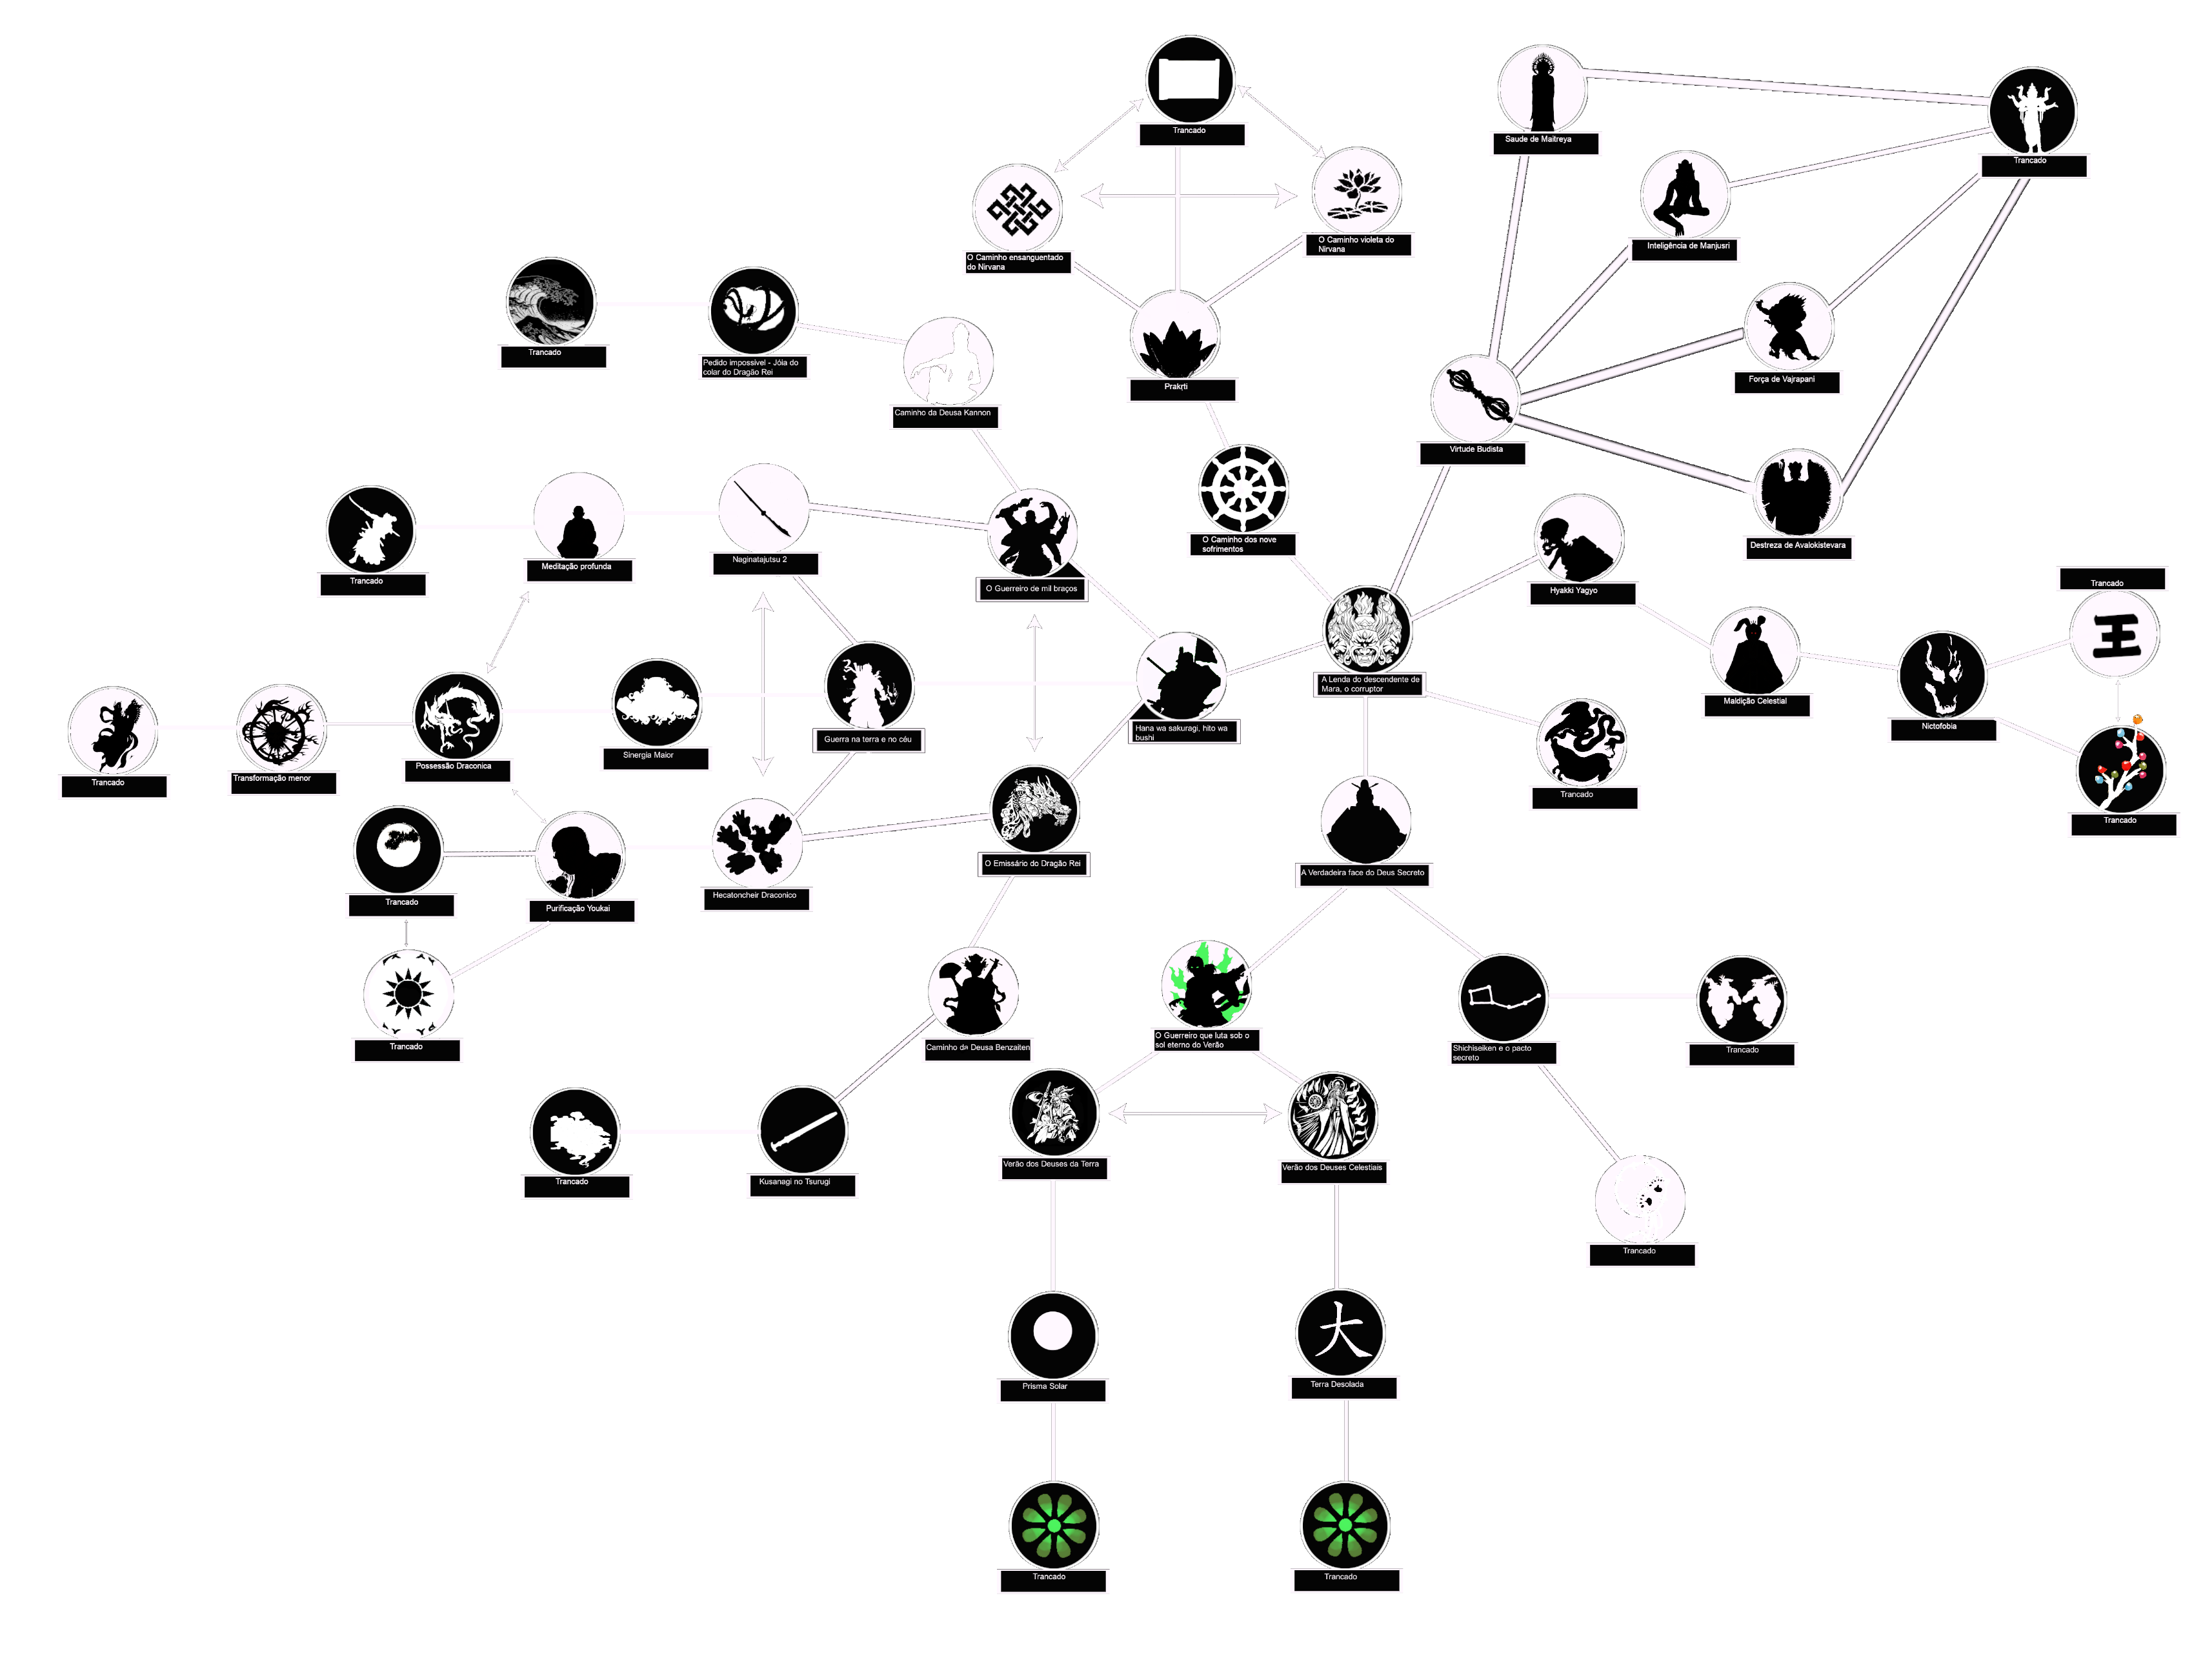 Trancado
Saude de Maitreya
Trancado
O Caminho ensanguentado
do Nirvana
O Caminho violeta do
Nirvana
Inteligência de Manjusri
Trancado
Pedido impossivel - Jóia do
colar do Dragão Rei
Caminho da Deusa Kannon
Prakṛti
Força de Vajrapani
Virtude Budista
Trancado
Meditação profunda
Naginatajutsu 2
O Guerreiro de mil braços
O Caminho dos nove
sofrimentos
Destreza de Avalokistevara
Hyakki Yagyo
Trancado
王
A Lenda do descendente de
Mara, o corruptor
Maldição Celestial
Nictofobia
Trancado
Trancado
Transformação menor
Possessão Draconica
Sinergia Maior
Guerra na terra e no céu
Hana wa sakuragi, hito wa
bushi
Trancado
Trancado
Purificação Youkai
Hecatoncheir Draconico
O Emissário do Dragão Rei
A Verdadeira face do Deus Secreto
Trancado
Caminho da Deusa Benzaiten
O Guerreiro que luta sob o
sol eterno do Verão
Shichiseiken e o pacto
secreto
Trancado
Trancado
Kusanagi no Tsurugi
Verão dos Deuses da Terra
Verão dos Deuses Celestiais
Trancado
Prisma Solar
大
Terra Desolada
Trancado
Trancado